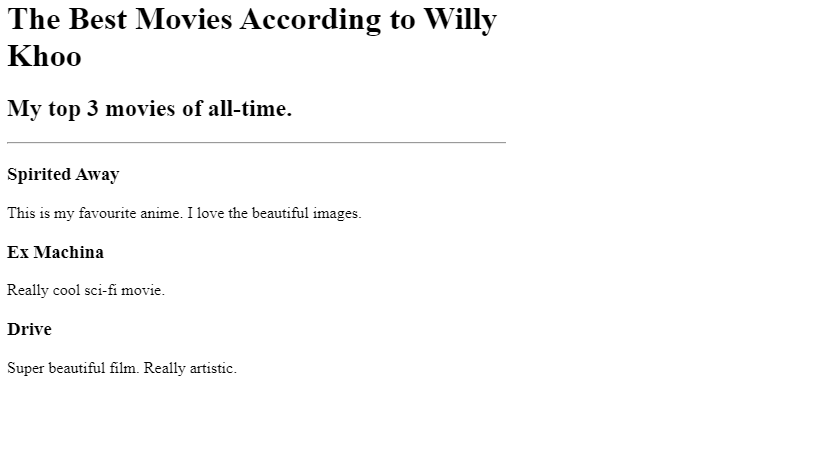 The Best Movies According to Willy
Khoo
My top 3 movies of all-time.
Spirited Away
This is my favourite anime. I love the beautiful images.
Ex Machina
Really cool sci-fi movie.
Drive
Super beautiful film. Really artistic.